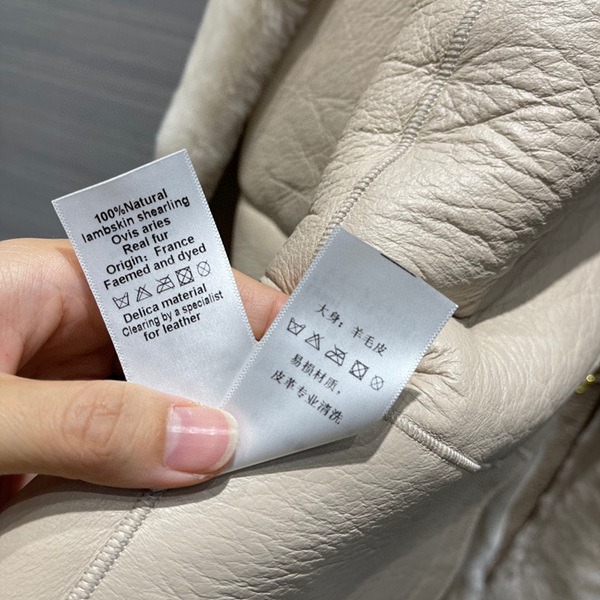 100%Natural
lambskin shearling
Ovis aries
Real fur
Origin：France
Faemed and dyed
Delica material
Clearing by a specialist
for leather
大身：羊毛皮
易损材质，
皮革专业清洗